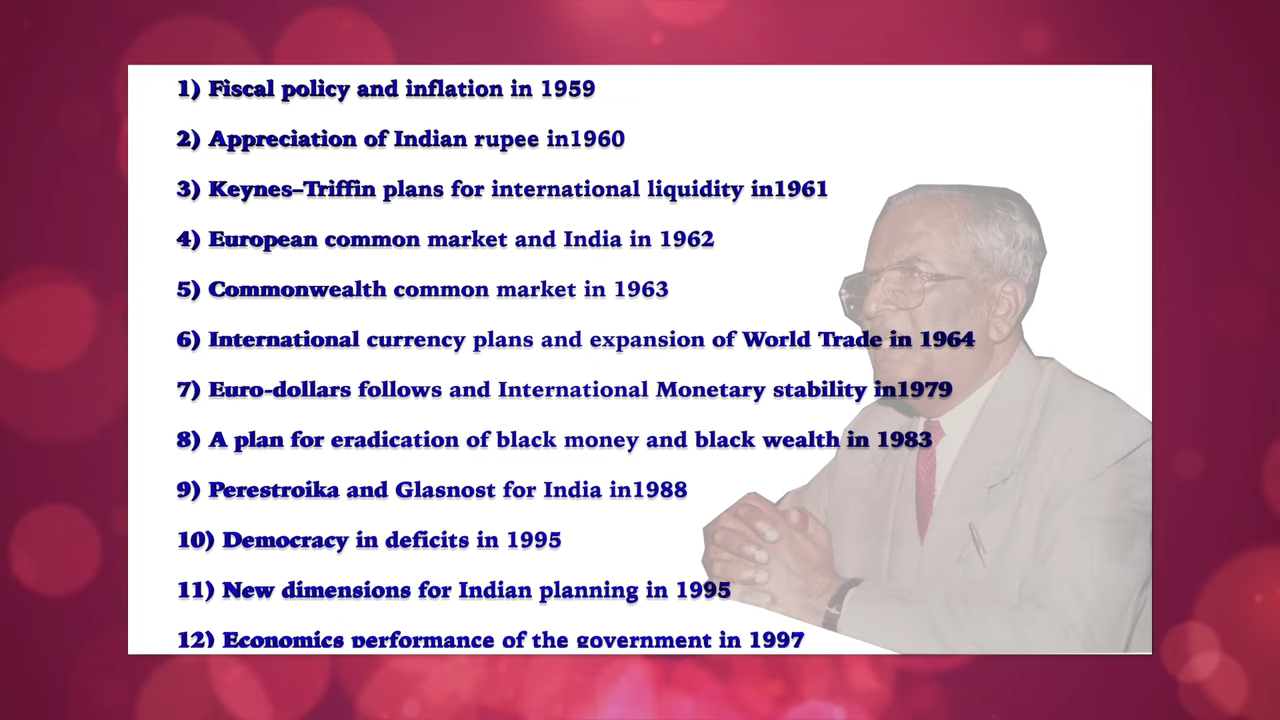 1) Fiscal policy and inflation in 1959
2) Appreciation of Indian rupee in1960
3) Keynes–Triffin plans for international liquidity in1961
4) European common market and India in 1962
5) Commonwealth common market in 1963
6) International currency plans and expansion of World Trade in 1964
7) Euro-dollars follows and International Monetary stability in1979
8) A plan for eradication of black money and black wealth in 1983
9) Perestroika and Glasnost for India in1988
10) Democracy in deficits in 1995
11) New dimensions for Indian planning in 1995
12) Economics performance of the government in 1997